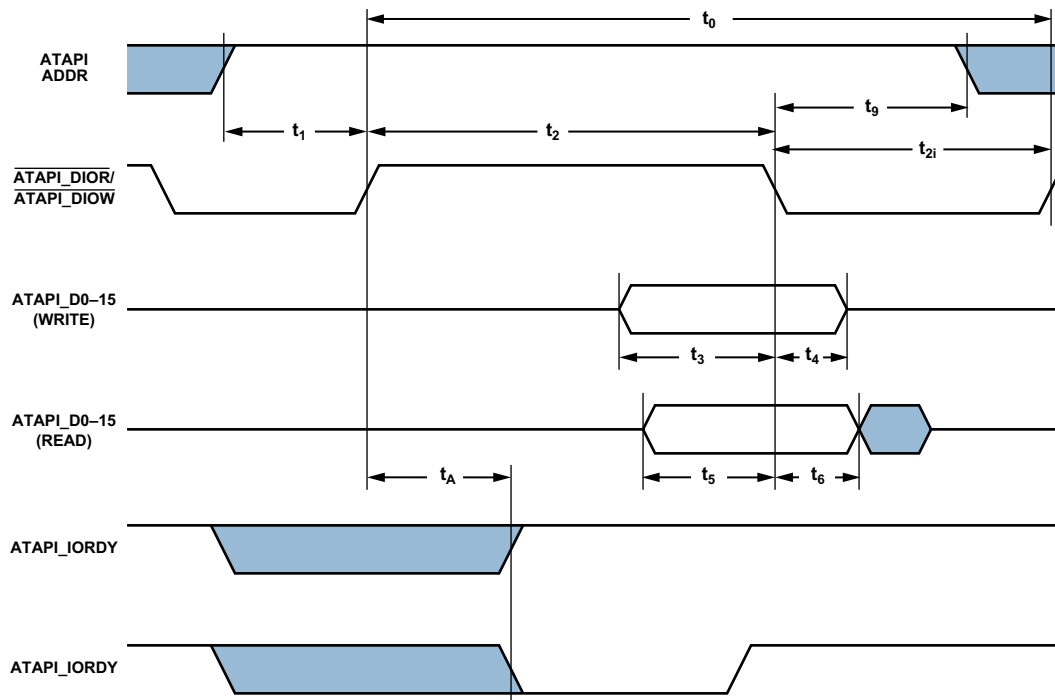 t0
ATAPI
ADDR
t9
t1
t2
t2i
ATAPI_DIOR/
ATAPI_DIOW
ATAPI_D0–15
(WRITE)
t3
t4
ATAPI_D0–15
(READ)
tA
t5
t6
ATAPI_IORDY
ATAPI_IORDY